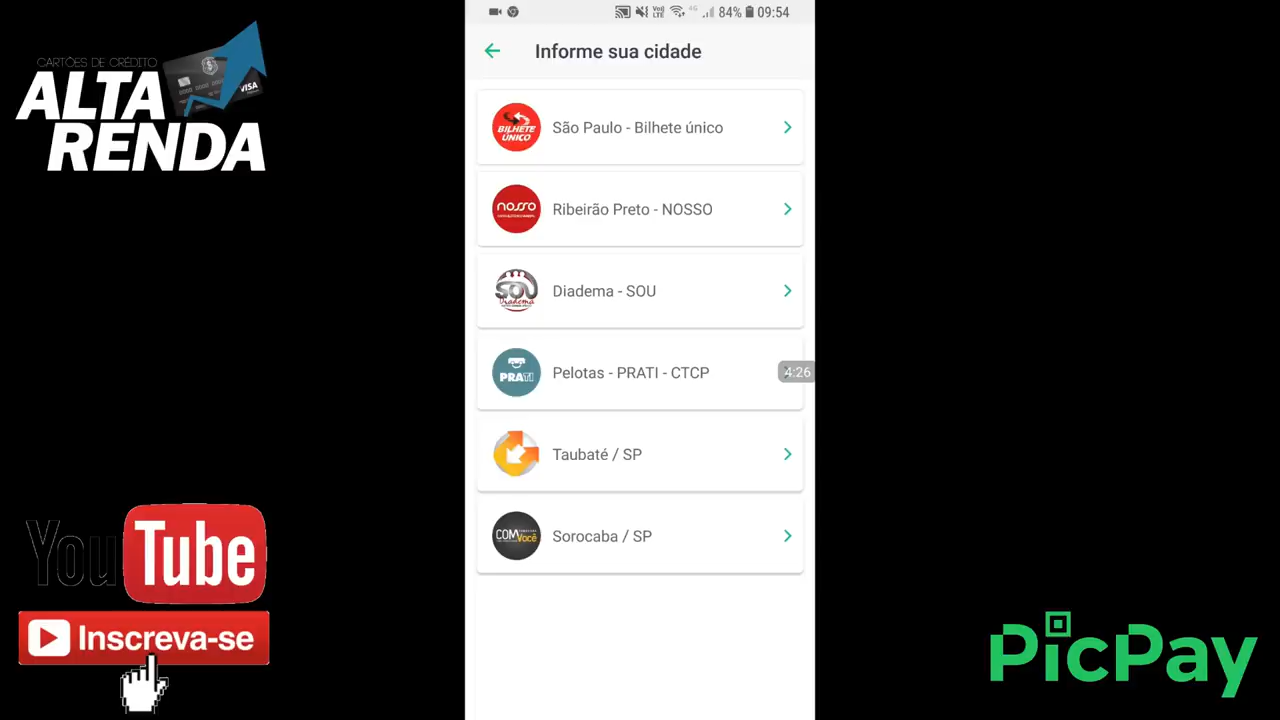 CARTÕES DE CRÉDITO
ALTA
RENDA
VISA
4G
84%
09:54
Informe sua cidade
BILHETE
ÚNICO
São Paulo - Bilhete único
nosso
Ribeirão Preto - NOSSO
SOU
Diadema
Diadema - SOU
PRATI
Pelotas - PRATI - CTCP
4:26
Taubaté / SP
COM
Você
Sorocaba / SP
YouTube
Inscreva-se
PicPay